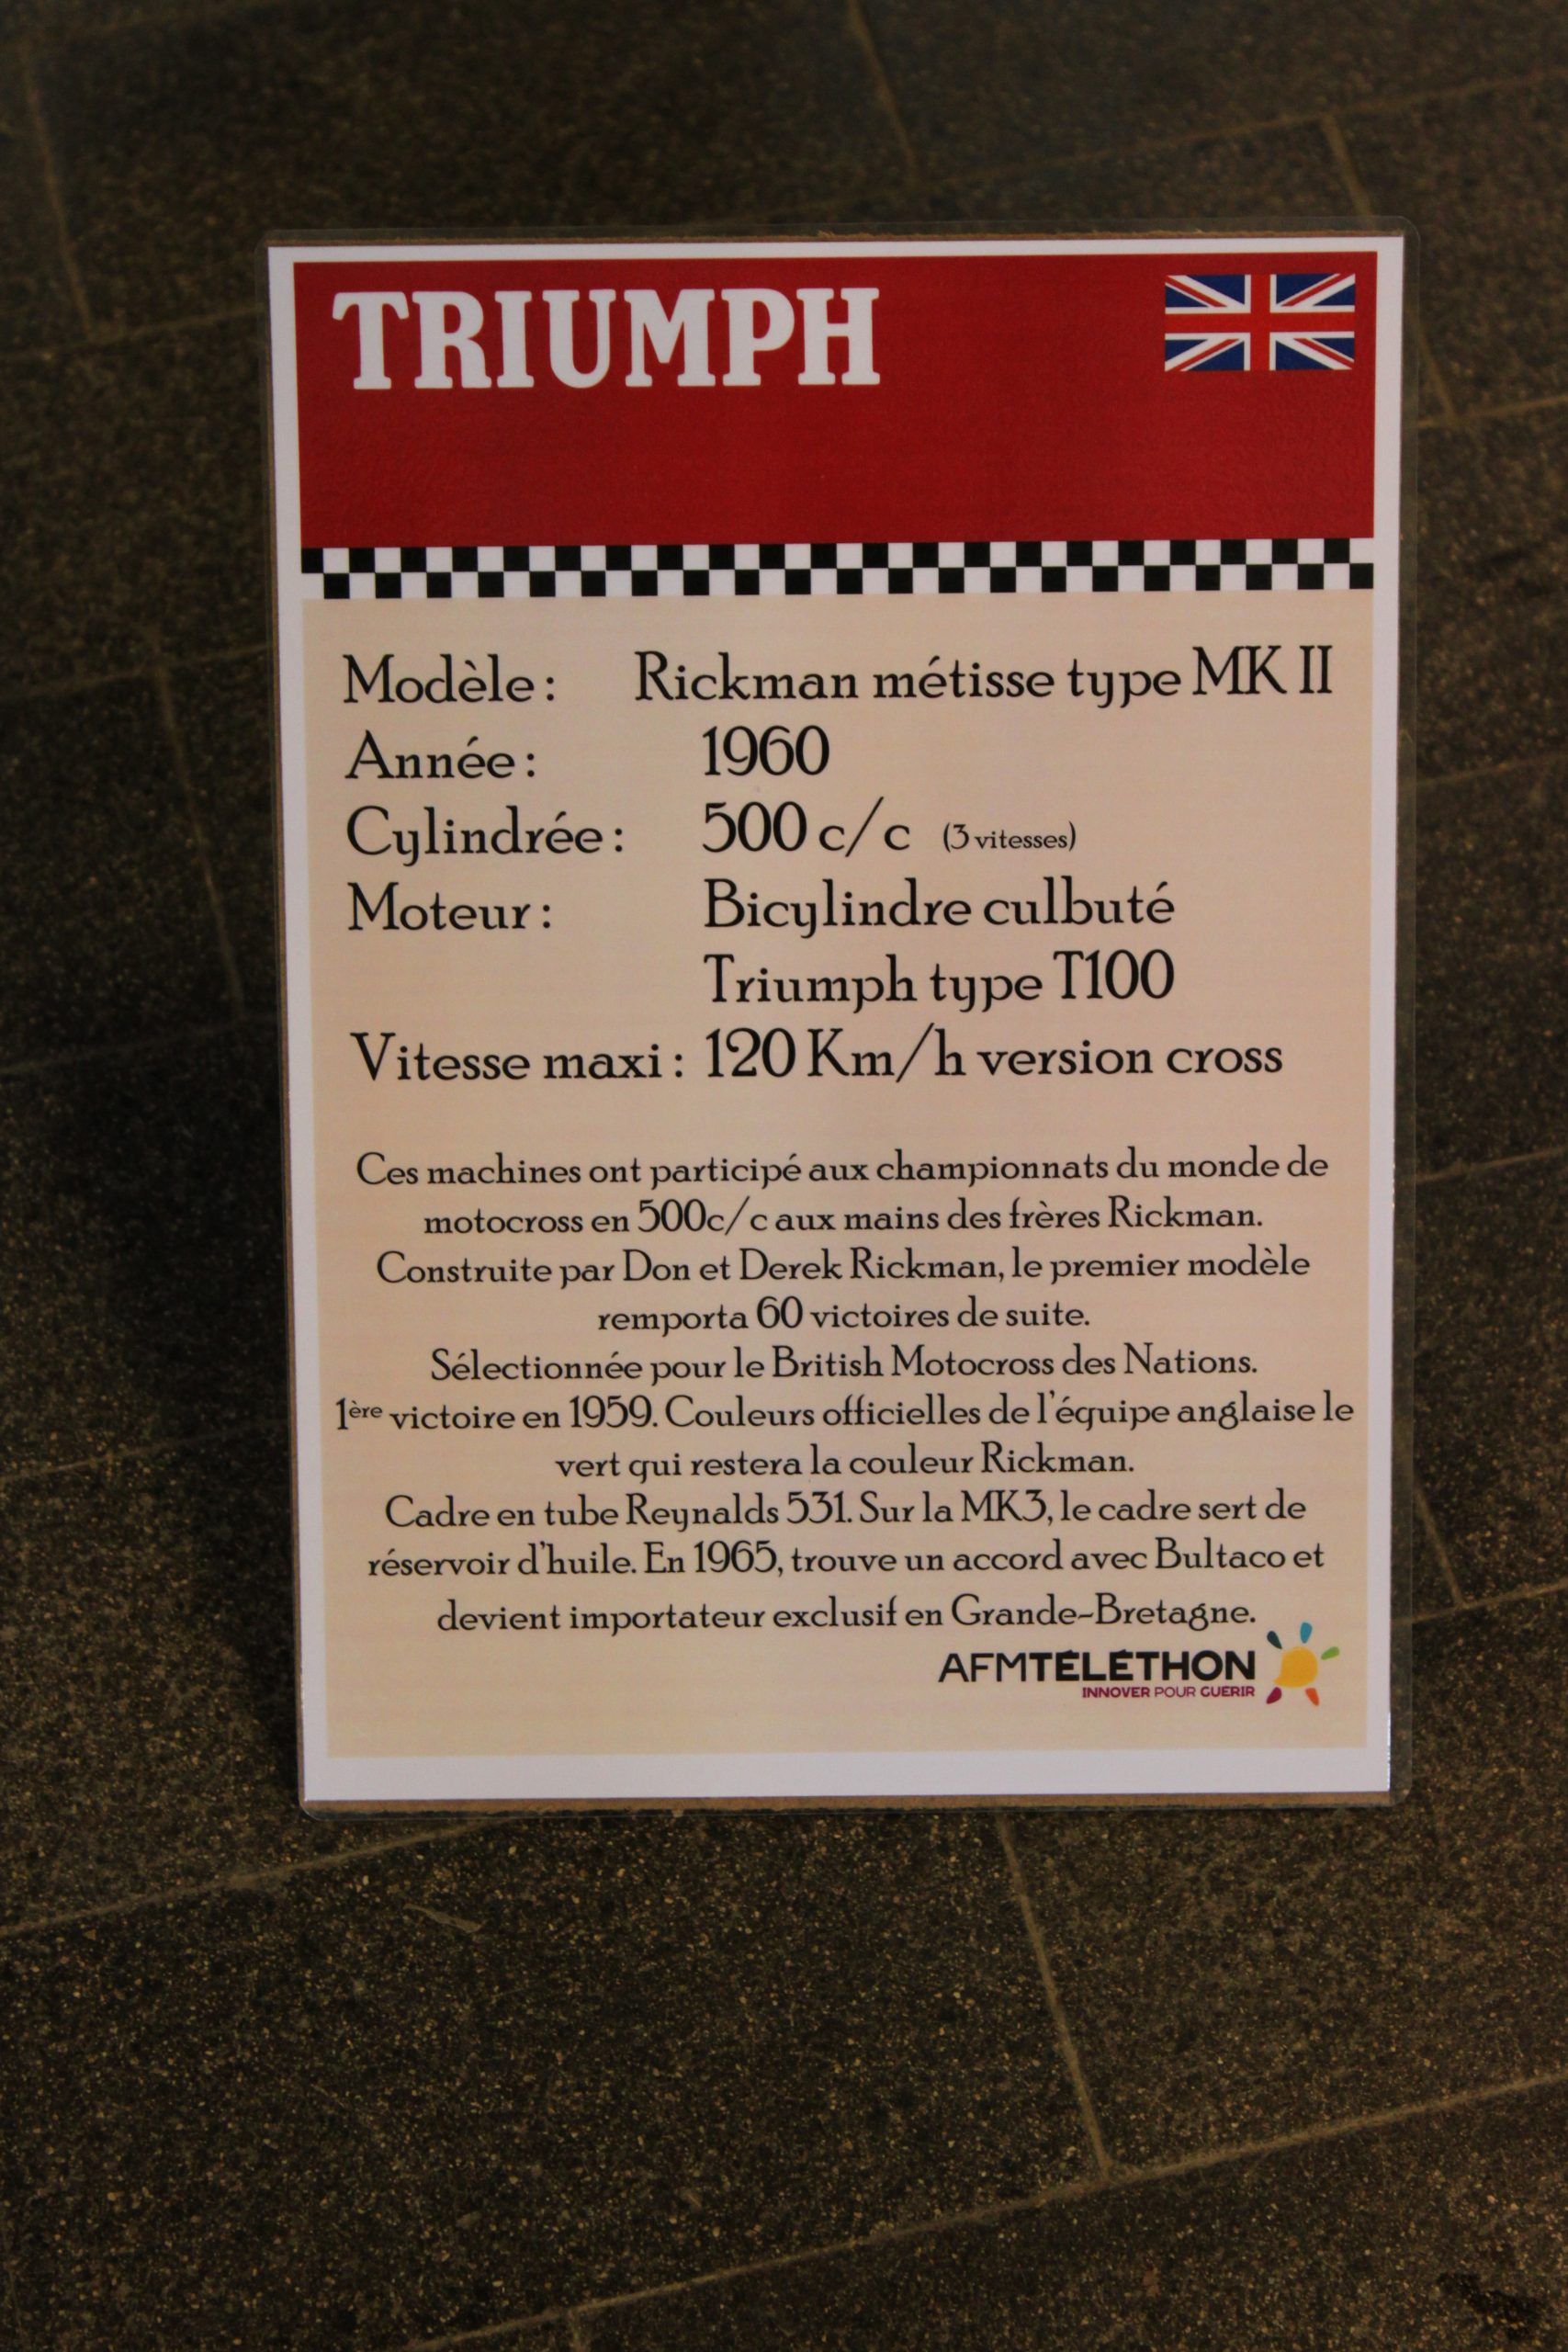 TRIUMPH
Modèle : Rickman métisse type MK II
Année : 1960
Cylindrée : 500 c/c (3 vitesses)
Moteur : Bicylindre culbuté
Triumph type T100
Vitesse maxi : 120 Km/h version cross
Ces machines ont participé aux championnats du monde de
motocross en 500c/c aux mains des frères Rickman.
Construite par Don et Derek Rickman, le premier modèle
remporta 60 victoires de suite.
Sélectionnée pour le British Motocross des Nations.
1ère victoire en 1959. Couleurs officielles de l'équipe anglaise le
vert qui restera la couleur Rickman.
Cadre en tube Reynalds 531. Sur la MK3, le cadre sert de
réservoir d'huile. En 1965, trouve un accord avec Bultaco et
devient importateur exclusif en Grande-Bretagne.
AFMTÉLÉTHON
INNOVER POUR GUÉRIR